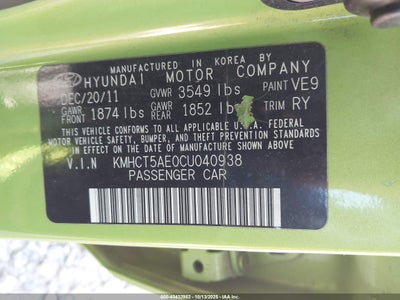 MANUFACTURED IN KOREA BY
HYUNDAI MOTOR COMPANY
DEC/20/11 GVWR 3549 lbs PAINT VE9
GAWR FRONT 1874 lbs GAWR REAR 1852 lb TRIM RY
THIS VEHICLE CONFORMS TO ALL APPLICABLE U.S.A. FEDERAL
MOTOR VEHICLE SAFETY, BUMPER, AND THEFT PREVENTION STANDARDS
IN EFFECT ON THE DATE OF MANUFACTURE SHOWN ABOVE.
V.I.N KMHCT5AE0CU040938
PASSENGER CAR